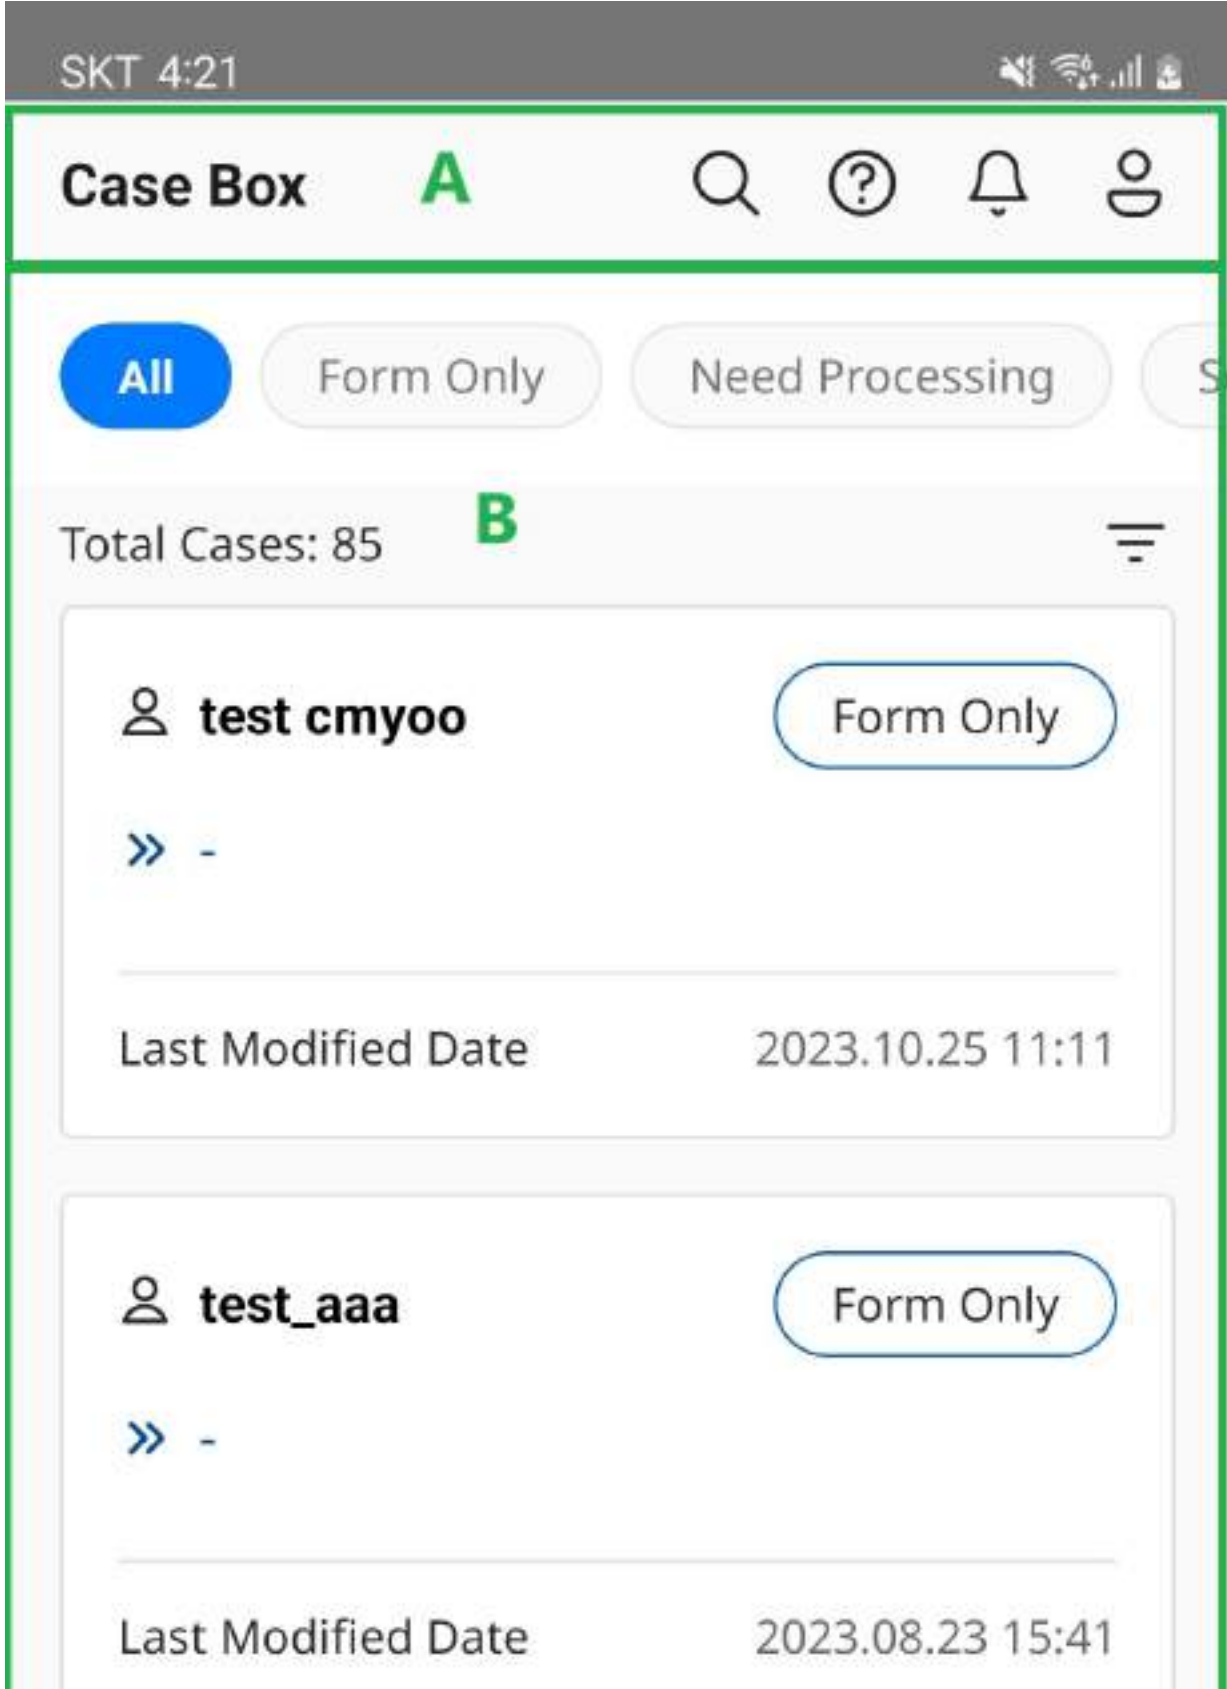 SKT 4:21
Case Box A
All Form Only Need Processing S
B
Total Cases: 85
test cmyoo Form Only
» -
Last Modified Date 2023.10.25 11:11
test_aaa Form Only
» -
Last Modified Date 2023.08.23 15:41